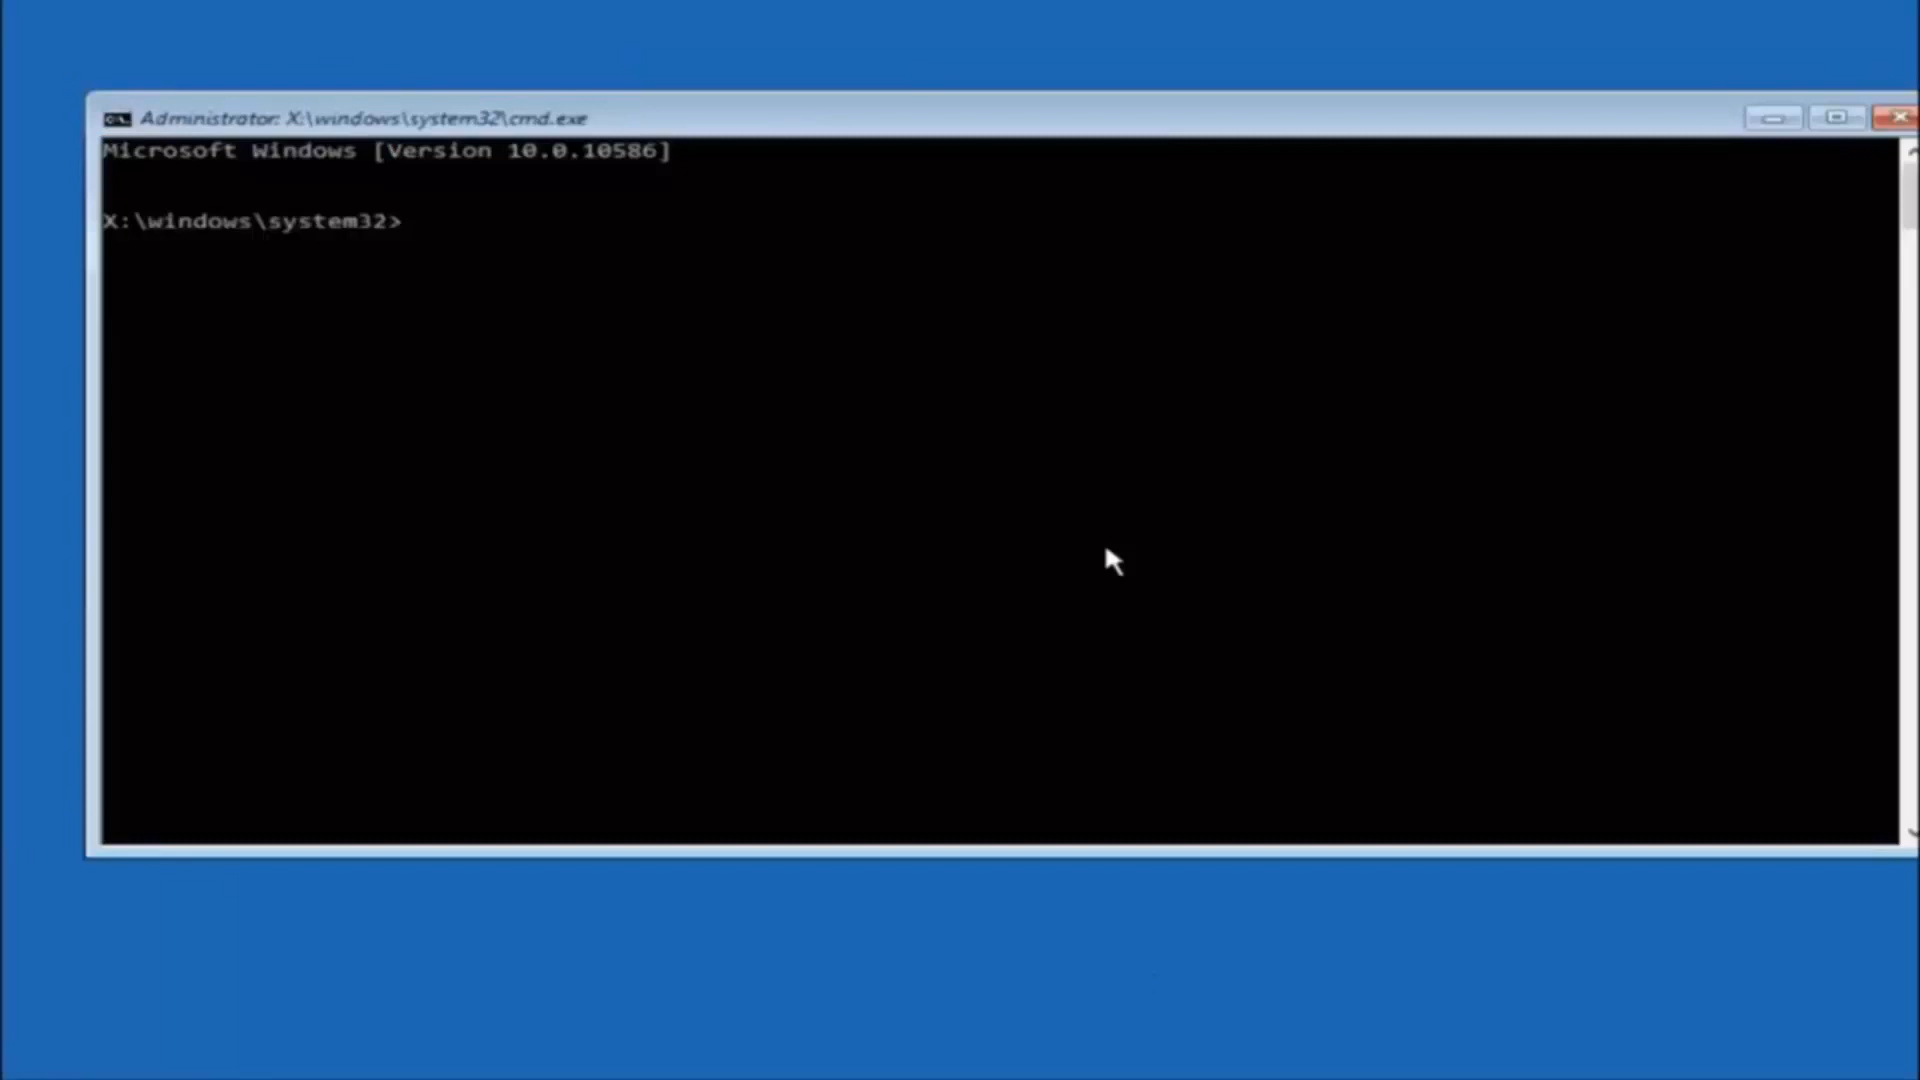 Administrator: X:\windows\system32\cmd.exe
Microsoft Windows [Version 10.0.10586]
X:\windows\system32>